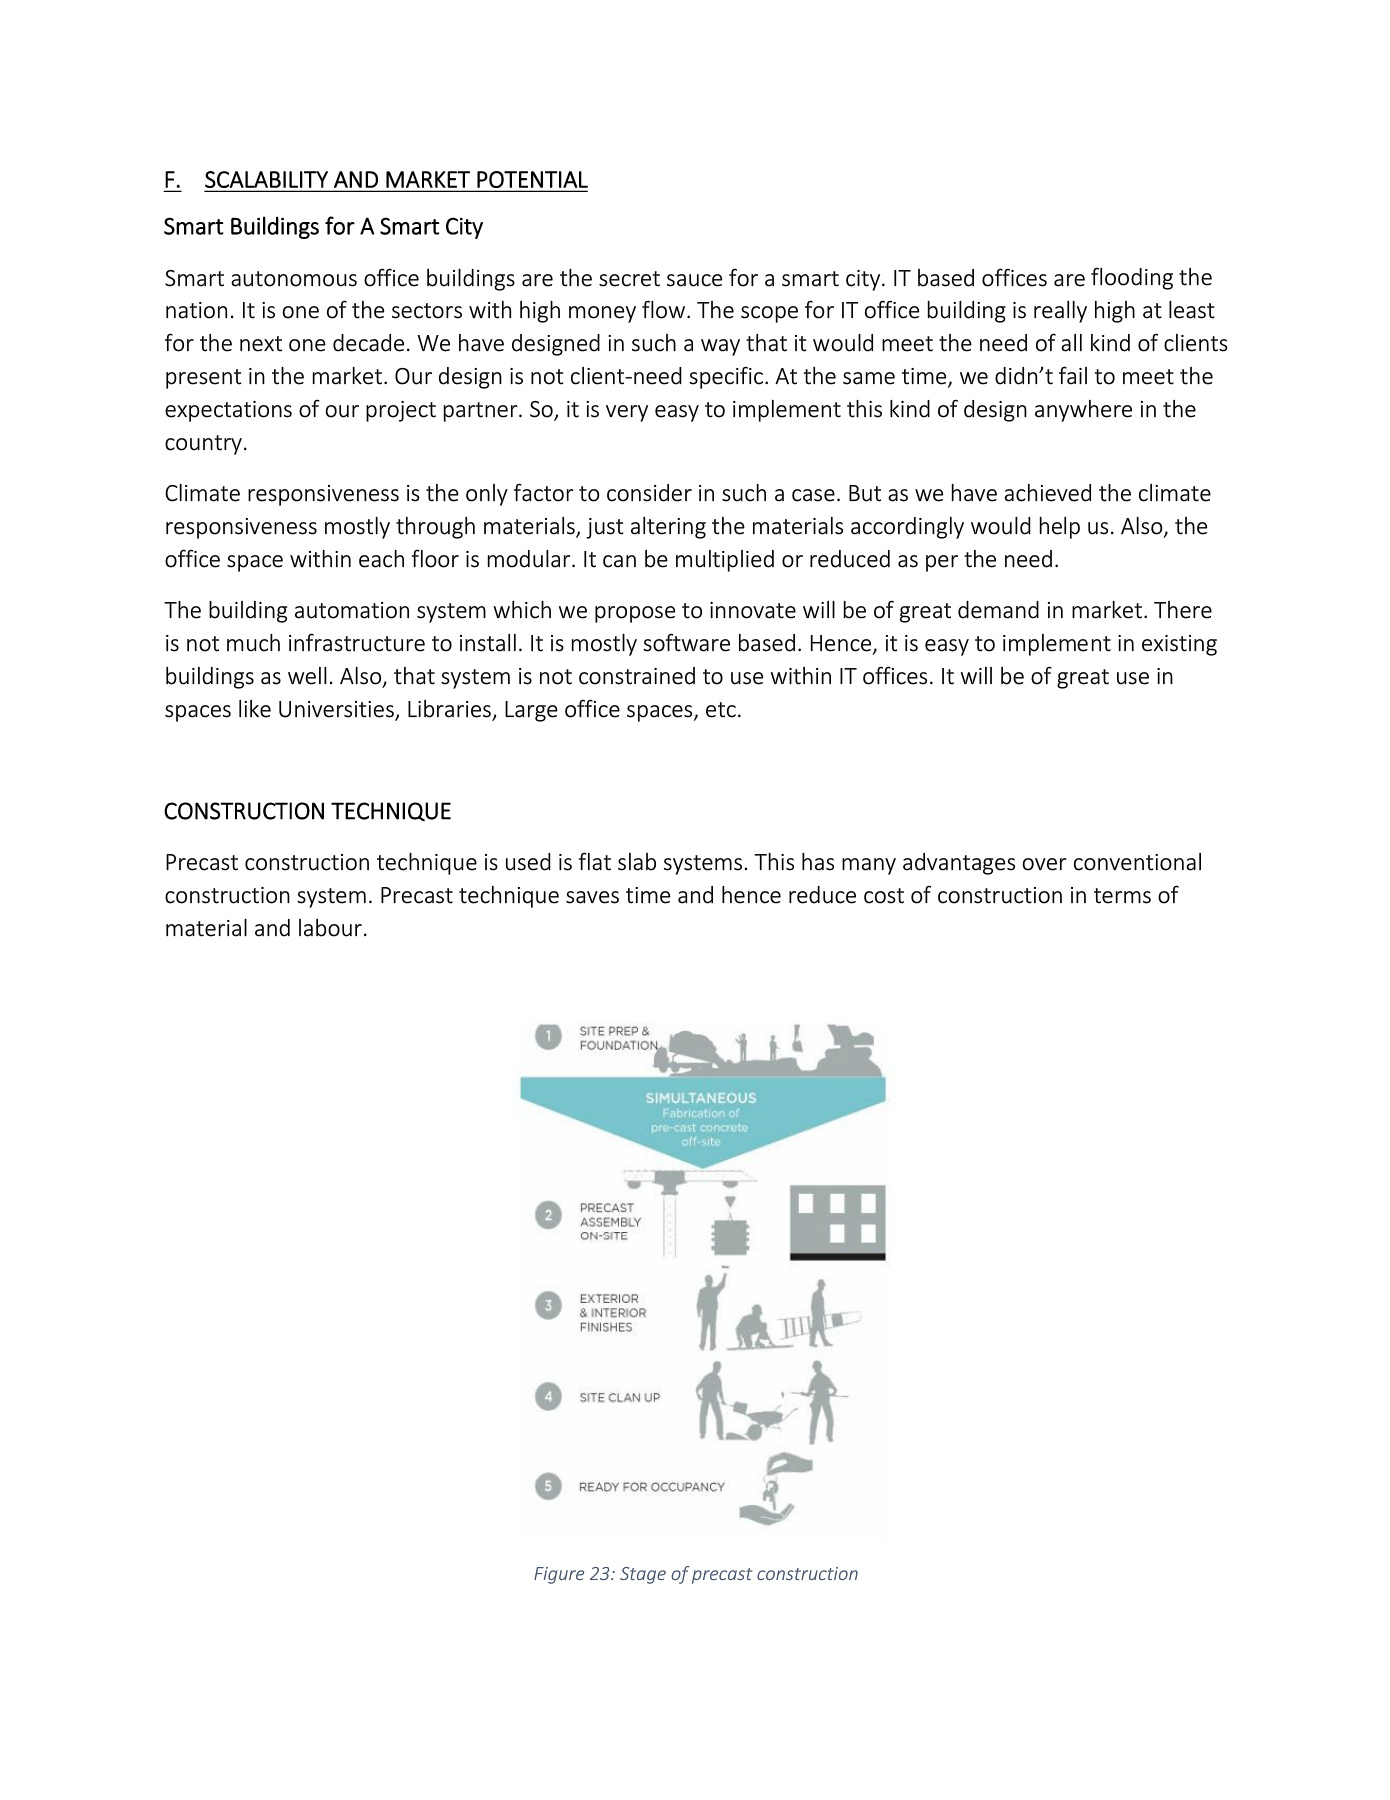 F. SCALABILITY AND MARKET POTENTIAL
Smart Buildings for A Smart City
Smart autonomous office buildings are the secret sauce for a smart city. IT based offices are flooding the
nation. It is one of the sectors with high money flow. The scope for IT office building is really high at least
for the next one decade. We have designed in such a way that it would meet the need of all kind of clients
present in the market. Our design is not client-need specific. At the same time, we didn’t fail to meet the
expectations of our project partner. So, it is very easy to implement this kind of design anywhere in the
country.
Climate responsiveness is the only factor to consider in such a case. But as we have achieved the climate
responsiveness mostly through materials, just altering the materials accordingly would help us. Also, the
office space within each floor is modular. It can be multiplied or reduced as per the need.
The building automation system which we propose to innovate will be of great demand in market. There
is not much infrastructure to install. It is mostly software based. Hence, it is easy to implement in existing
buildings as well. Also, that system is not constrained to use within IT offices. It will be of great use in
spaces like Universities, Libraries, Large office spaces, etc.
CONSTRUCTION TECHNIQUE
Precast construction technique is used is flat slab systems. This has many advantages over conventional
construction system. Precast technique saves time and hence reduce cost of construction in terms of
material and labour.
1 SITE PREP &
FOUNDATION
SIMULTANEOUS
Fabrication of
pre-cast concrete
off-site
2 PRECAST
ASSEMBLY
ON-SITE
3 EXTERIOR
& INTERIOR
FINISHES
4 SITE CLAN UP
5 READY FOR OCCUPANCY
Figure 23: Stage of precast construction